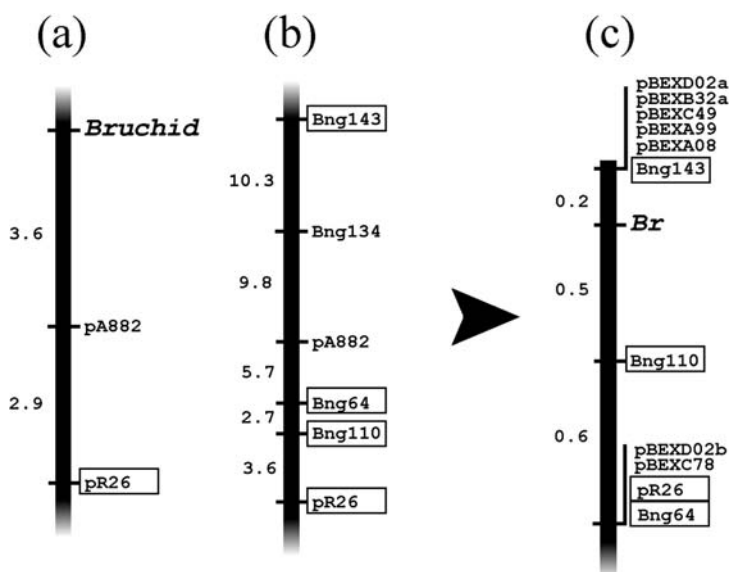 (a)
Bruchid
3.6
pA882
2.9
pR26
(b)
Bng143
10.3
Bng134
9.8
pA882
5.7
Bng64
2.7
Bng110
3.6
pR26
(c)
pBEXD02a
pBEXB32a
pBEXC49
pBEXA99
pBEXA08
Bng143
0.2
Br
0.5
Bng110
0.6
pBEXD02b
pBEXC78
pR26
Bng64